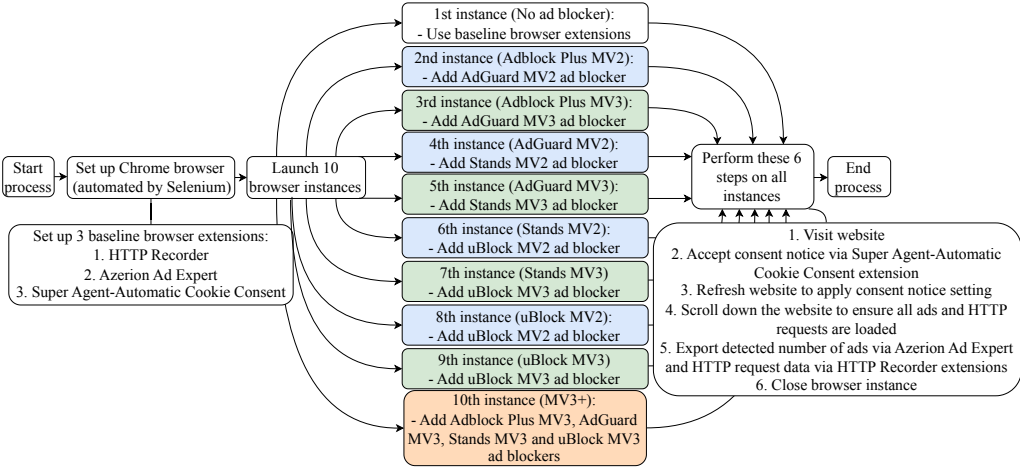 Start
process
Set up Chrome browser
(automated by Selenium)
Set up 3 baseline browser extensions:
1. HTTP Recorder
2. Azerion Ad Expert
3. Super Agent-Automatic Cookie Consent
Launch 10
browser instances
1st instance (No ad blocker):
- Use baseline browser extensions
2nd instance (Adblock Plus MV2):
- Add AdGuard MV2 ad blocker
3rd instance (Adblock Plus MV3):
- Add AdGuard MV3 ad blocker
4th instance (AdGuard MV2):
- Add Stands MV2 ad blocker
5th instance (AdGuard MV3):
- Add Stands MV3 ad blocker
6th instance (Stands MV2):
- Add uBlock MV2 ad blocker
7th instance (Stands MV3)
- Add uBlock MV3 ad blocker
8th instance (uBlock MV2):
- Add uBlock MV2 ad blocker
9th instance (uBlock MV3)
- Add uBlock MV3 ad blocker
10th instance (MV3+):
- Add Adblock Plus MV3, AdGuard
MV3, Stands MV3 and uBlock MV3
ad blockers
Perform these 6
steps on all
instances
End
process
1. Visit website
2. Accept consent notice via Super Agent-Automatic
Cookie Consent extension
3. Refresh website to apply consent notice setting
4. Scroll down the website to ensure all ads and HTTP
requests are loaded
5. Export detected number of ads via Azerion Ad Expert
and HTTP request data via HTTP Recorder extensions
6. Close browser instance